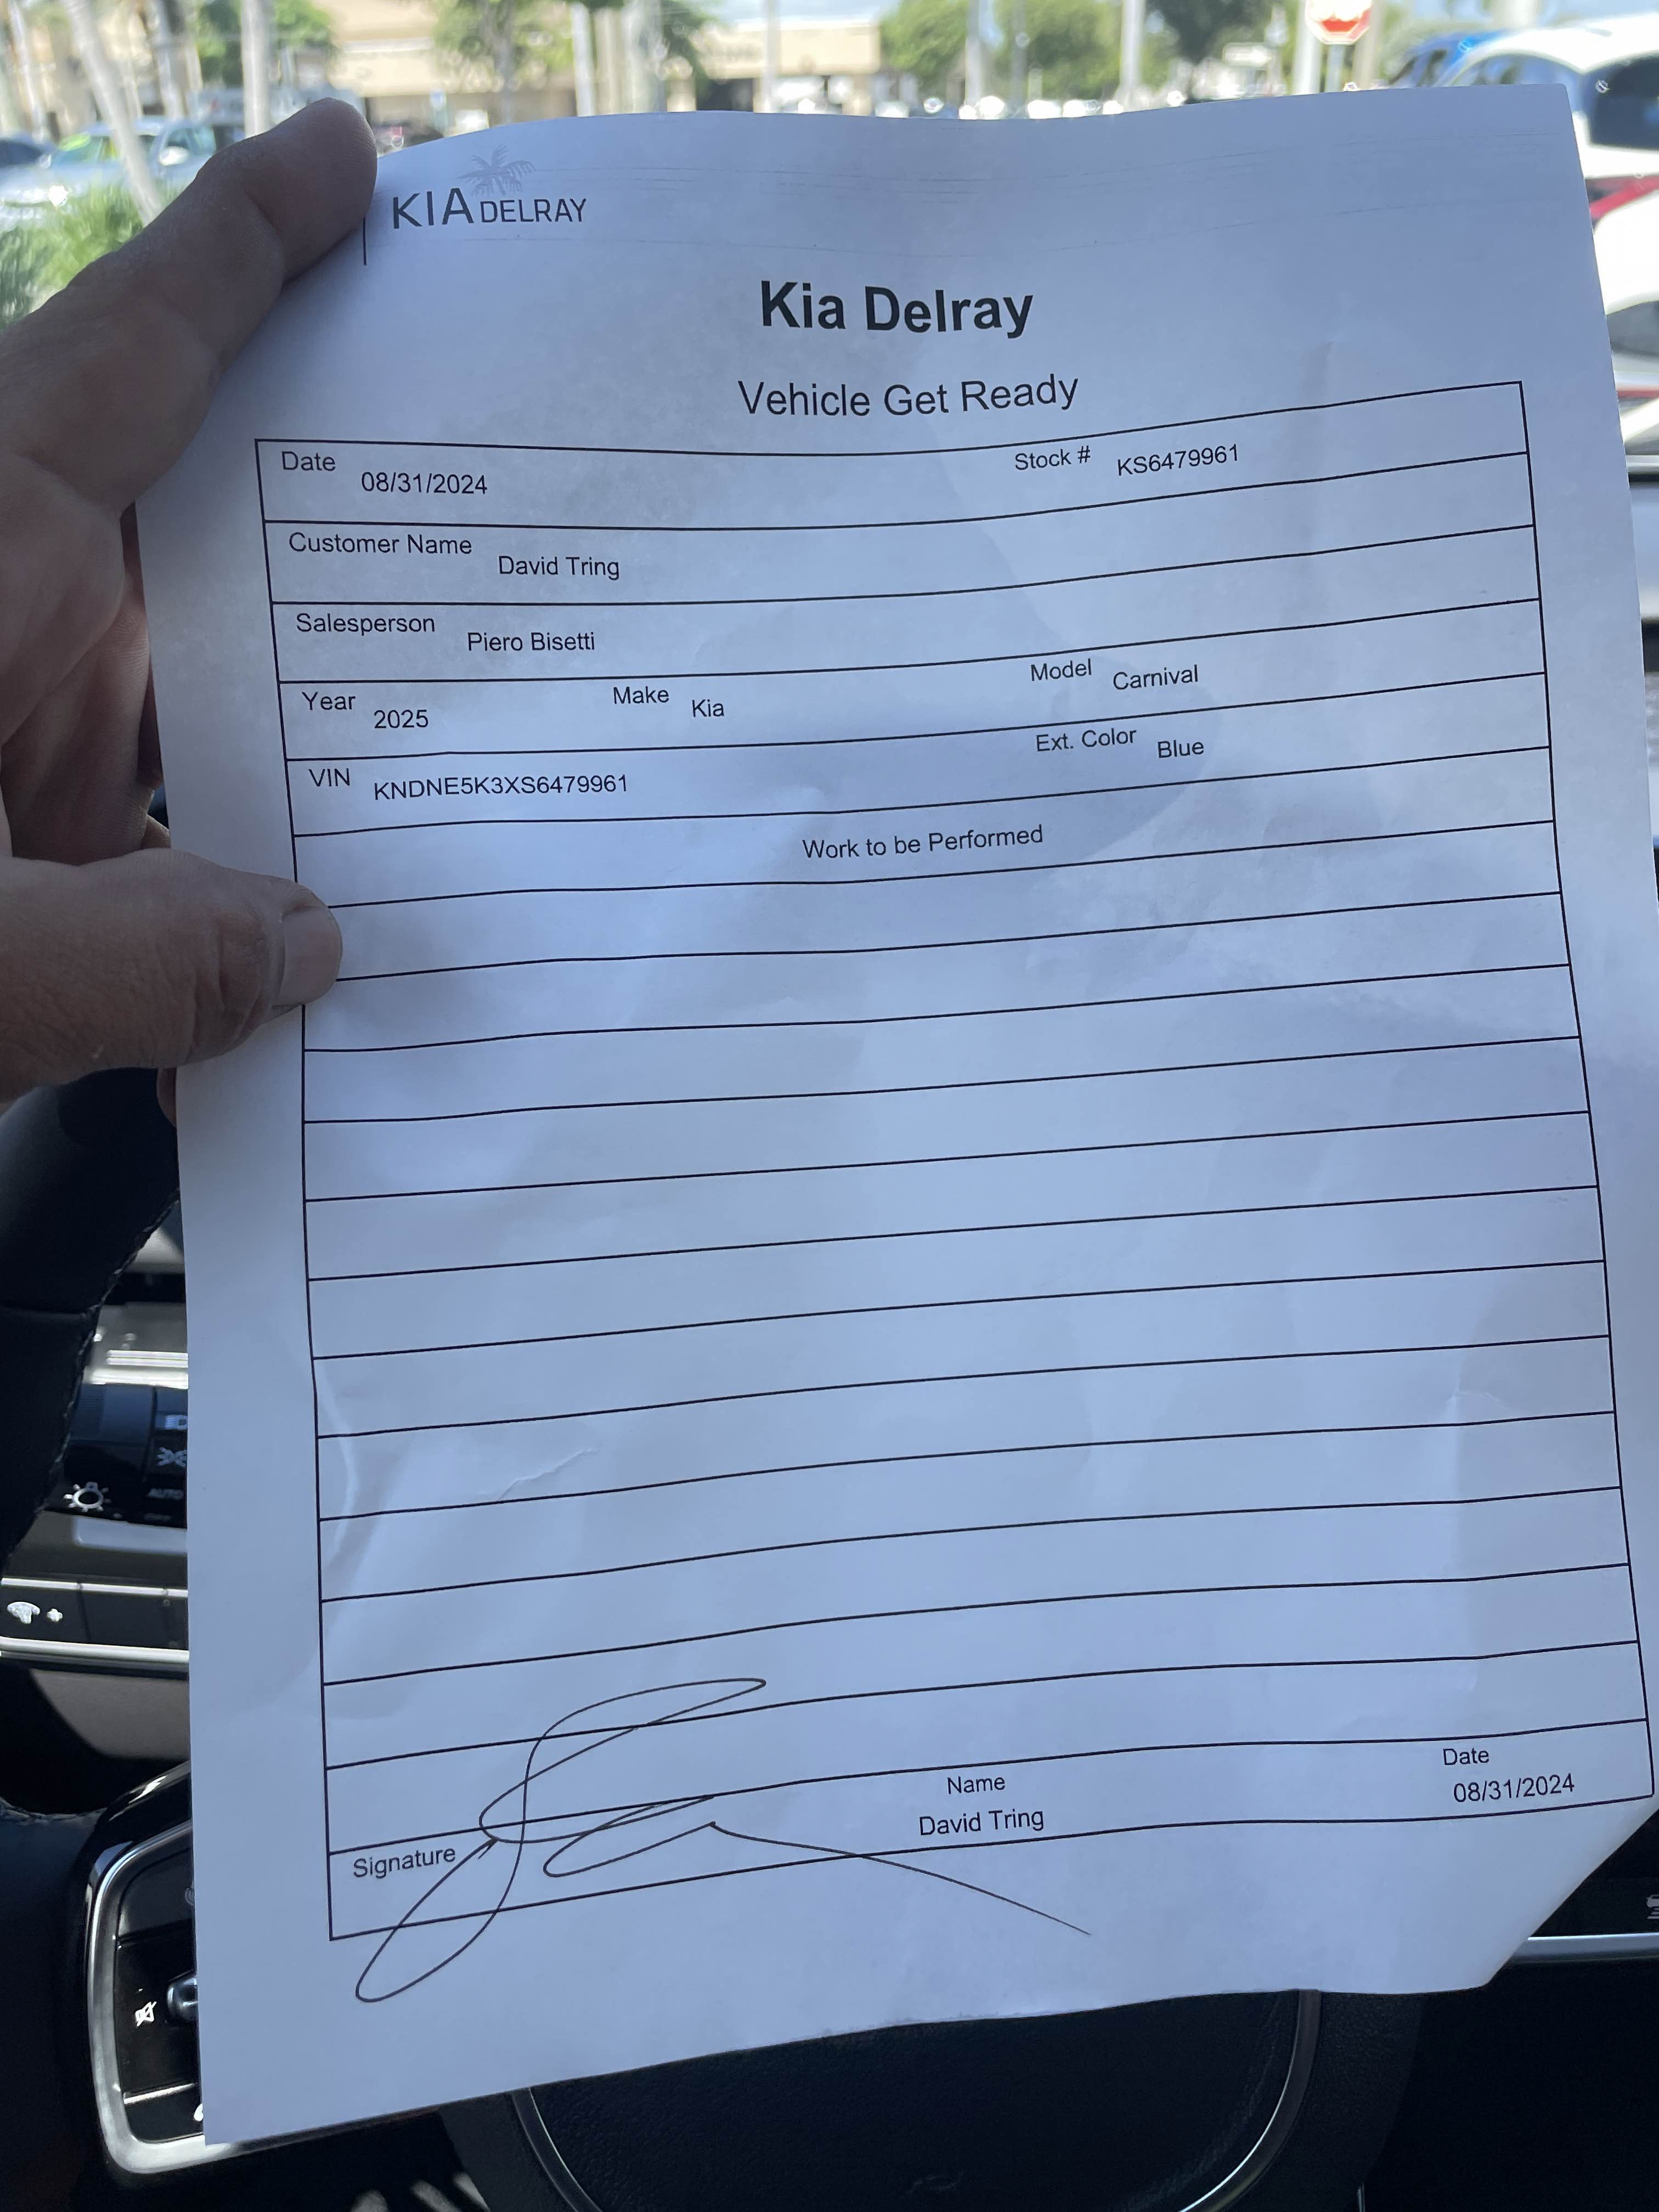 KIA DELRAY
Kia Delray
Vehicle Get Ready
Date 08/31/2024 Stock # KS6479961
Customer Name David Tring
Salesperson Piero Bisetti
Year 2025 Make Kia Model Carnival
VIN KNDNE5K3XS6479961 Ext. Color Blue
Work to be Performed
Signature Name David Tring Date 08/31/2024
AUTO
OFF